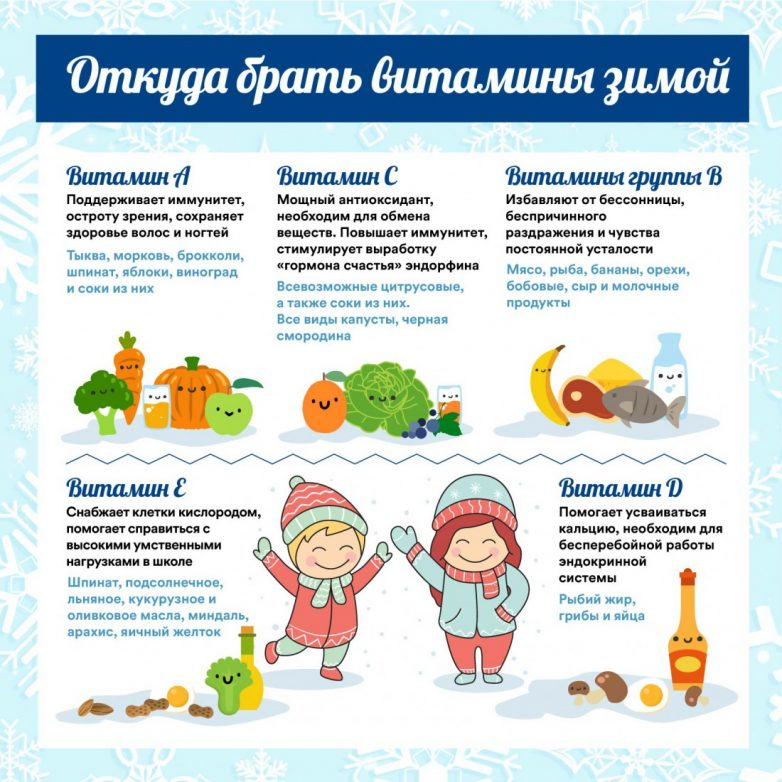 Откуда брать витамины зимой
Витамин А
Поддерживает иммунитет,
остроту зрения, сохраняет
здоровье волос и ногтей
Тыква, морковь, брокколи,
шпинат, яблоки, виноград
и соки из них
Витамин С
Мощный антиоксидант,
необходим для обмена
веществ. Повышает иммунитет,
стимулирует выработку
«гормона счастья» эндорфина
Всевозможные цитрусовые,
а также соки из них.
Все виды капусты, черная
смородина
Витамины группы В
Избавляют от бессонницы,
беспричинного
раздражения и чувства
постоянной усталости
Мясо, рыба, бананы, орехи,
бобовые, сыр и молочные
продукты
Витамин Е
Снабжает клетки кислородом,
помогает справиться с
высокими умственными
нагрузками в школе
Шпинат, подсолнечное,
льняное, кукурузное и
оливковое масла, миндаль,
арахис, яичный желток
Витамин D
Помогает усваиваться
кальцию, необходим для
бесперебойной работы
эндокринной
системы
Рыбий жир,
грибы и яйца